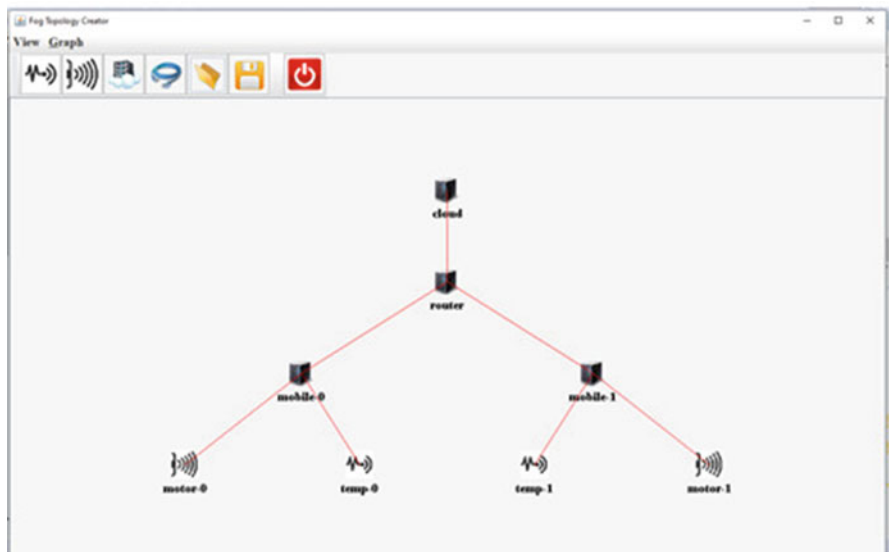 Fog Topology Creator
View Graph
cloud
router
mobile-0
mobile-1
motor-0
temp-0
temp-1
motor-1